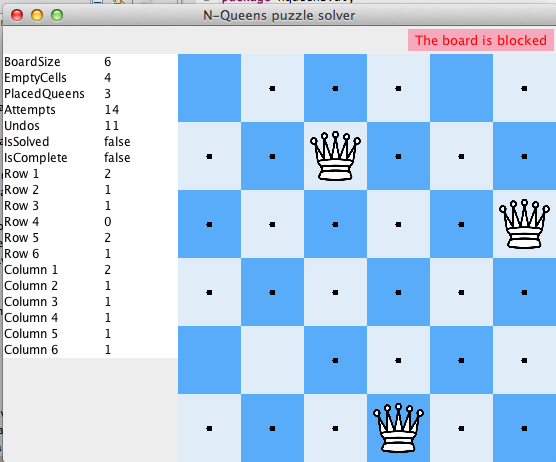 N-Queens puzzle solver
The board is blocked
BoardSize 6
EmptyCells 4
PlacedQueens 3
Attempts 14
Undos 11
IsSolved false
IsComplete false
Row 1 2
Row 2 1
Row 3 1
Row 4 0
Row 5 2
Row 6 1
Column 1 2
Column 2 1
Column 3 1
Column 4 1
Column 5 1
Column 6 1